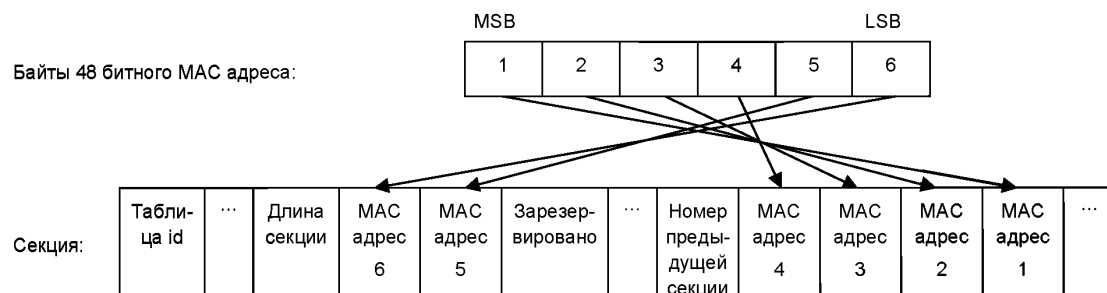 MSB LSB
Байты 48 битного MAC адреса: 1 2 3 4 5 6
Табли- ... Длина MAC MAC Зарезер- ... Номер MAC MAC MAC MAC ...
Секция: ца id секции адрес адрес вировано преды- адрес адрес адрес адрес
6 5 дущей 4 3 2 1
секции